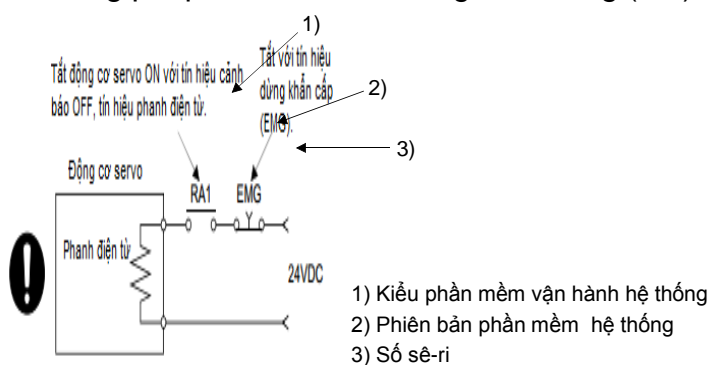 1)
Tắt động cơ servo ON với tín hiệu cảnh
báo OFF, tín hiệu phanh điện từ.
Tắt với tín hiệu
dừng khẩn cấp
(EMG).
2)
3)
Động cơ servo
RA1
EMG
Phanh điện từ
24VDC
1) Kiểu phần mềm vận hành hệ thống
2) Phiên bản phần mềm hệ thống
3) Số sê-ri